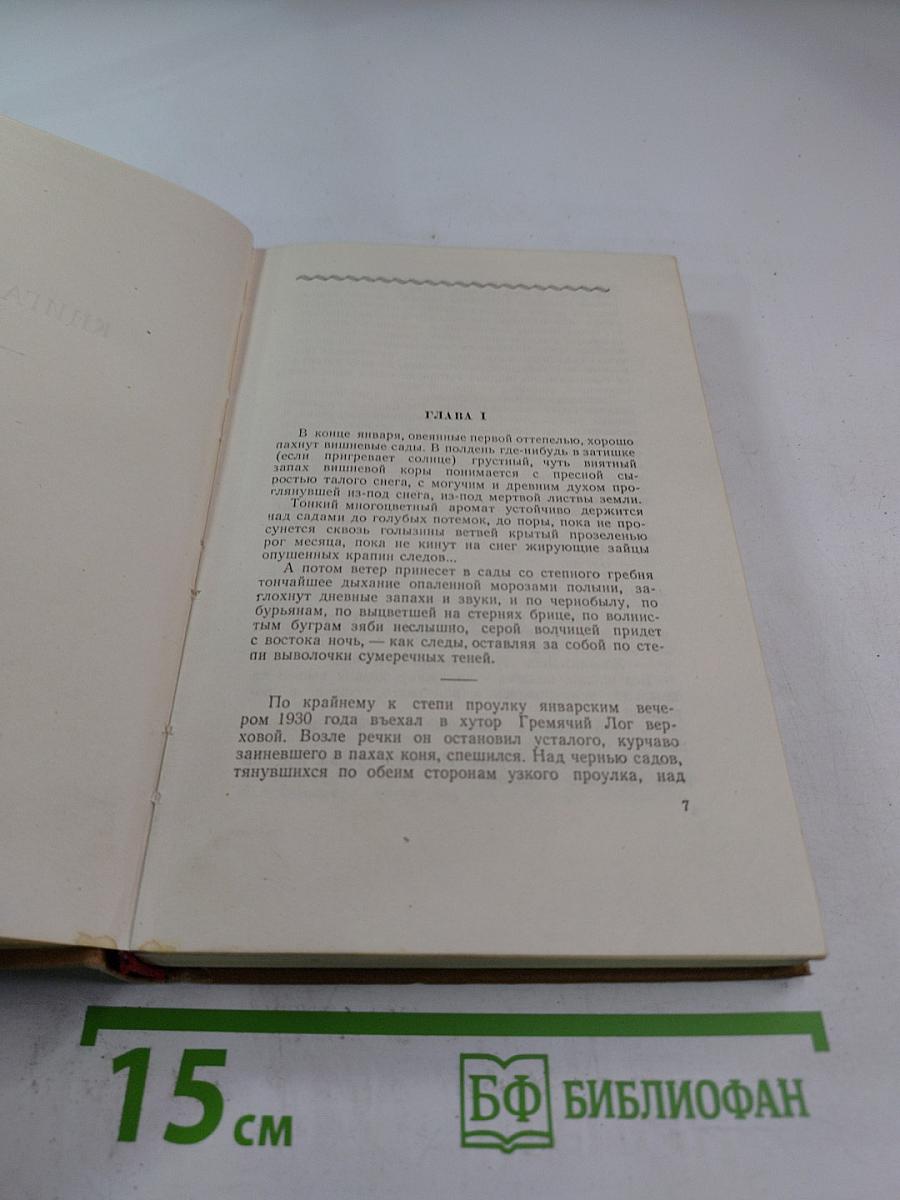 КНИГА
ГЛАВА I
В конце января, овеянные первой оттепелью, хорошо
пахнут вишневые сады. В полдень где-нибудь в затишке
(если пригревает солнце) грустный, чуть внятный
запах вишневой коры понимается с пресной сы-
ростью талого снега, с могучим и древним духом про-
глянувшей из-под снега, из-под мертвой листвы земли.
Тонкий многоцветный аромат устойчиво держится
над садами до голубых потемок, до поры, пока не про-
сунется сквозь голызины ветвей крытый прозеленью
рог месяца, пока не кинут на снег жирующие зайцы
опушенных крапин следов...
А потом ветер принесет в сады со степного гребня
тончайшее дыхание опаленной морозами полыни, за-
глохнут дневные запахи и звуки, и по чернобылу, по
бурьянам, по выцветшей на стернях брице, по волнис-
тым буграм зяби неслышно, серой волчицей придет
с востока ночь, — как следы, оставляя за собой по сте-
пи выволочки сумеречных теней.
По крайнему к степи проулку январским вече-
ром 1930 года въехал в хутор Гремячий Лог вер-
ховой. Возле речки он остановил усталого, курчаво
заиневшего в пахах коня, спешился. Над чернью садов,
тянувшихся по обеим сторонам узкого проулка, над
7
15 см
БФ БИБЛИОФАН